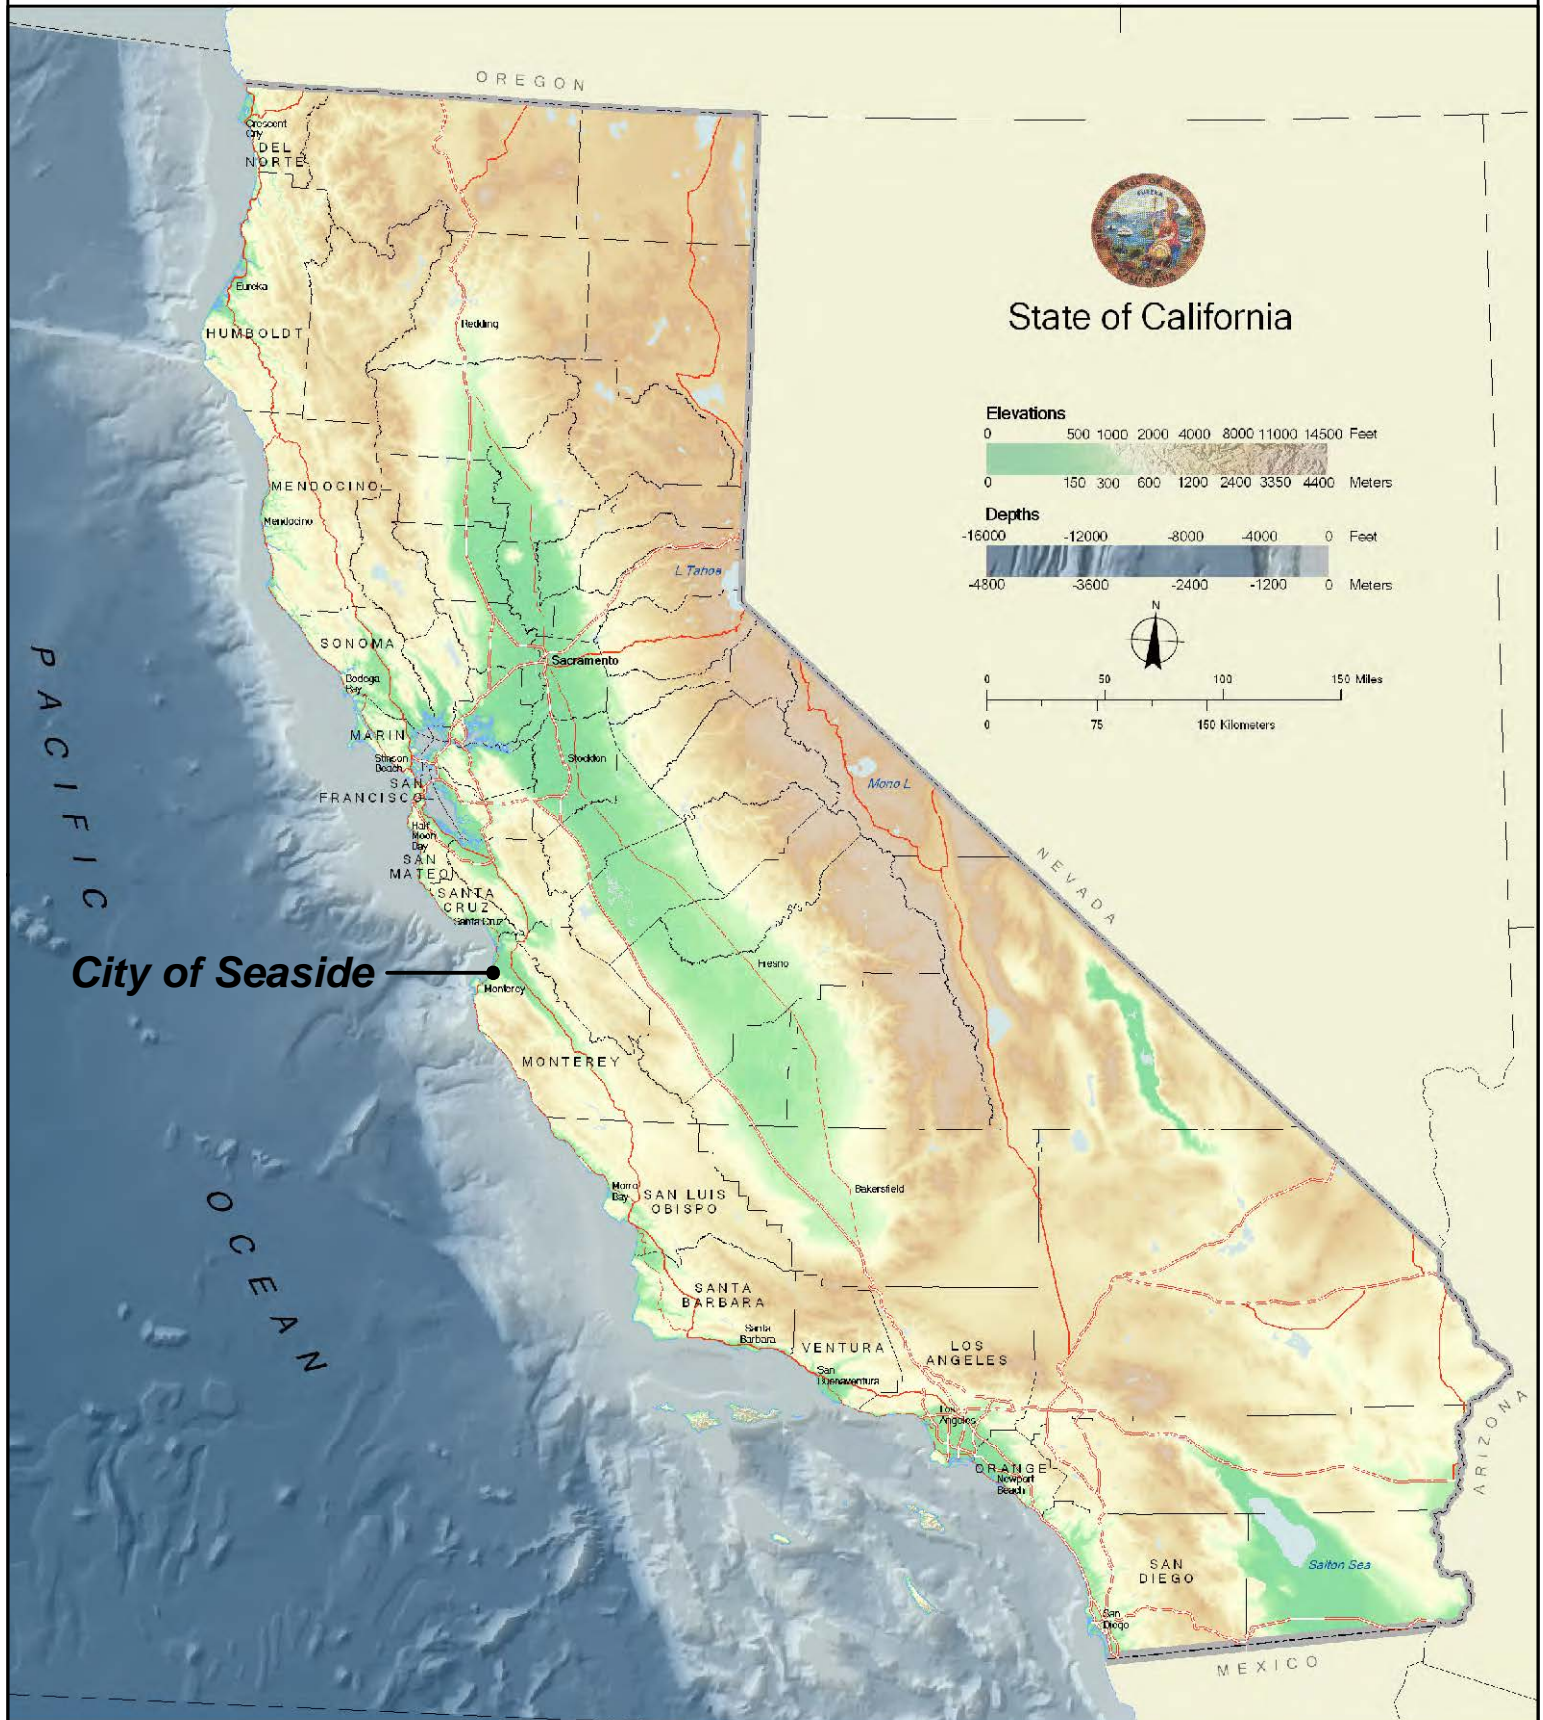 OREGON
Crescent
City
DEL
NORTE
Eureka
HUMBOLDT
Redding
State of California
Elevations
0 500 1000 2000 4000 8000 11000 14500 Feet
0 150 300 600 1200 2400 3350 4400 Meters
Depths
-16000 -12000 -8000 -4000 0 Feet
-4800 -3600 -2400 -1200 0 Meters
N
0 50 100 150 Miles
0 75 150 Kilometers
MENDOCINO
Mendocino
L Tahoe
SONOMA
Sacramento
Bodega
Bay
MARIN
Stinson
Beach
Stockton
SAN
FRANCISCO
Mono L
Half
Moon
Bay
SAN
MATEO
SANTA
CRUZ
Santa Cruz
NEVADA
PACIFIC
City of Seaside
Fresno
Monterey
MONTEREY
OCEAN
Morro
Bay
SAN LUIS
OBISPO
Bakersfield
SANTA
BARBARA
Santa
Barbara
VENTURA
LOS
ANGELES
San
Buenaventura
Los
Angeles
ORANGE
Newport
Beach
ARIZONA
SAN
DIEGO
Salton Sea
San
Diego
MEXICO